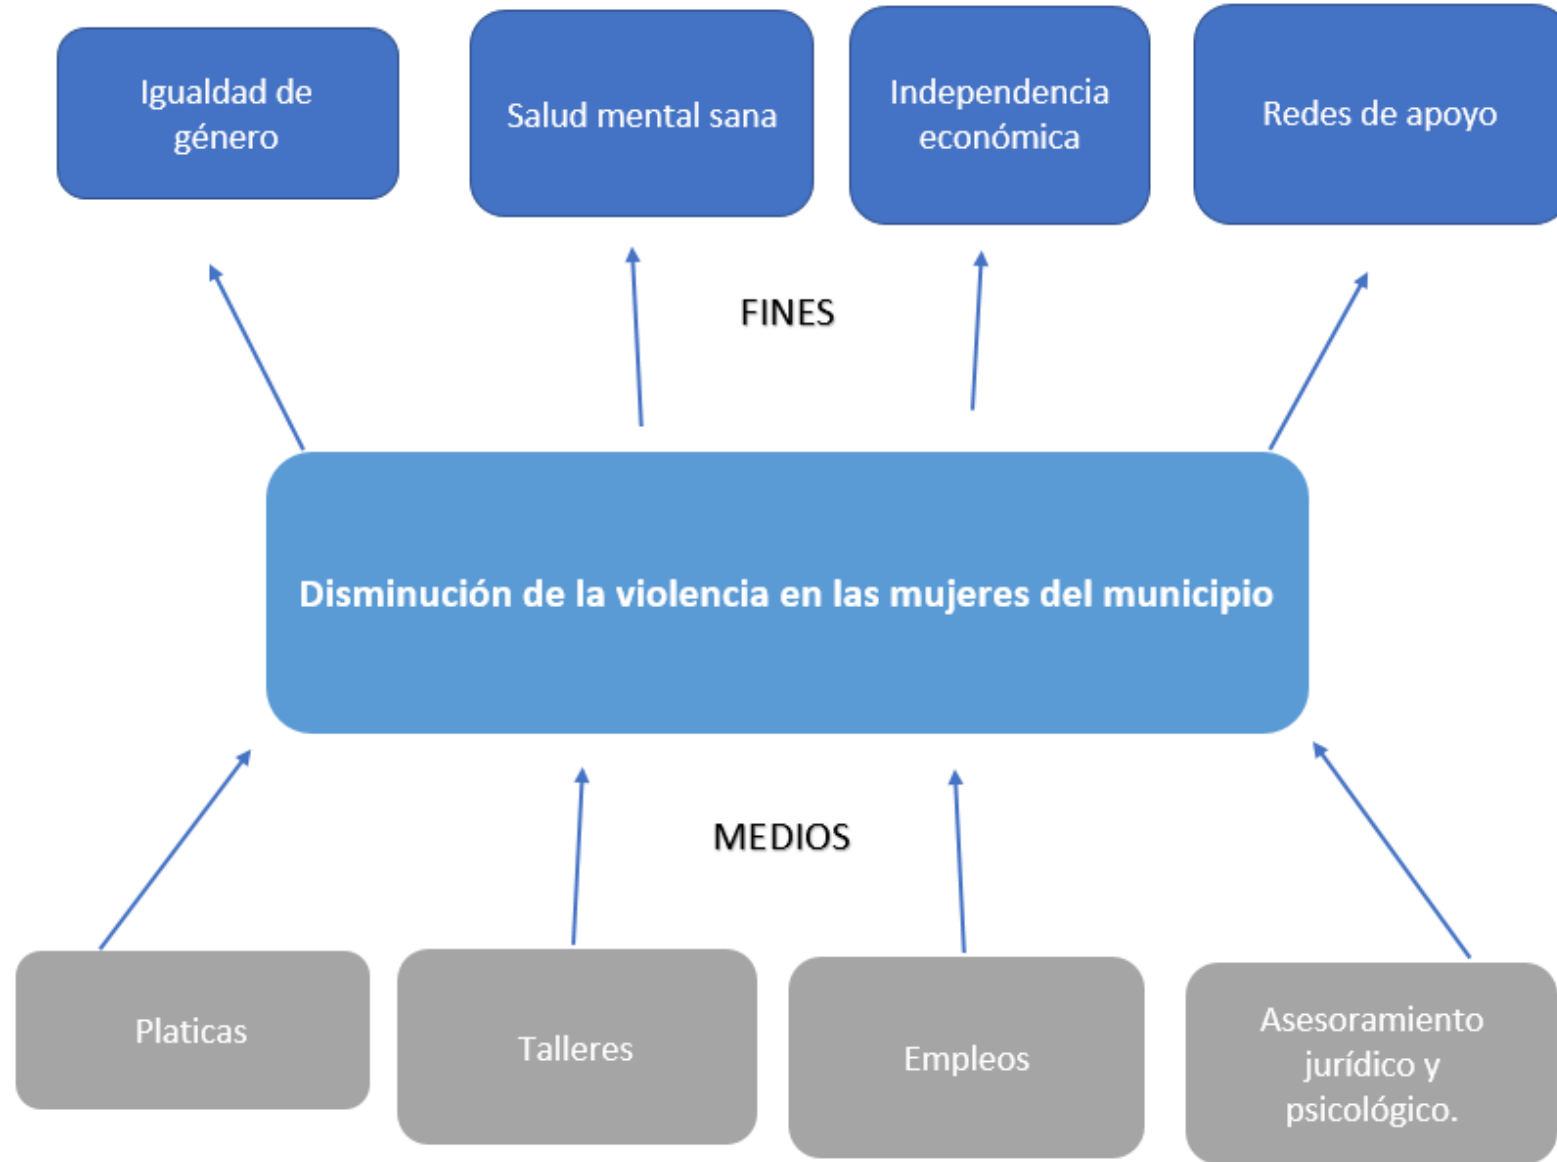 Igualdad de
género
Salud mental sana
Independencia
económica
Redes de apoyo
FINES
Disminución de la violencia en las mujeres del municipio
MEDIOS
Platicas
Talleres
Empleos
Asesoramiento
jurídico y
psicológico.